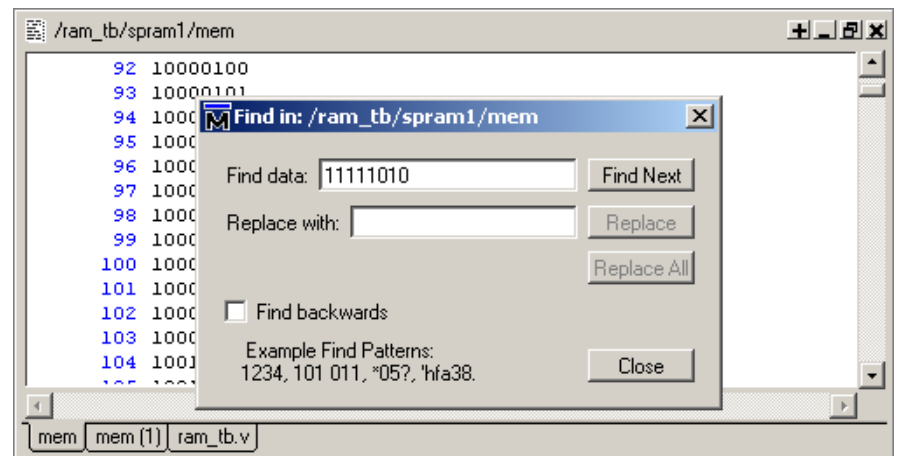 /ram_tb/spram1/mem
92 10000100
93 10000101
94 1000
95 1000
96 1000
97 1000
98 1000
99 1000
100 1000
101 1000
102 1000
103 1000
104 1001
Find in: /ram_tb/spram1/mem
Find data: 11111010 Find Next
Replace with: Replace
Replace All
Find backwards
Example Find Patterns:
1234, 101 011, *05?, 'hfa38.
Close
mem mem (1) ram_tb.v